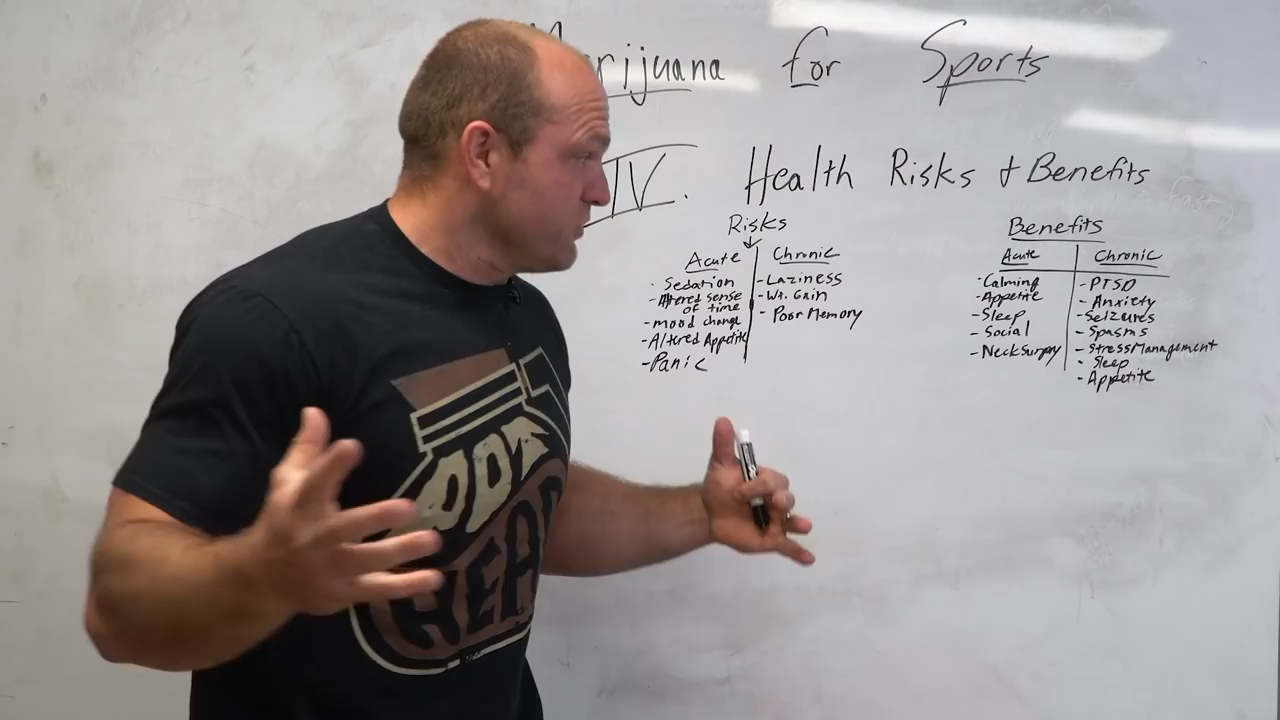 Marijuana for Sports
IV. Health Risks + Benefits
Risks
Acute
- Sedation
- Altered sense
of time
- mood change
- Altered Appetite
- Panic
Chronic
- Laziness
- Wt. Gain
- Poor Memory
Benefits
Acute
- Calming
- Appetite
- Sleep
- Social
- Neck Surgery
Chronic
- PTSD
- Anxiety
- Seizures
- Spasms
- Stress Management
- Sleep
- Appetite
POT
HEAD